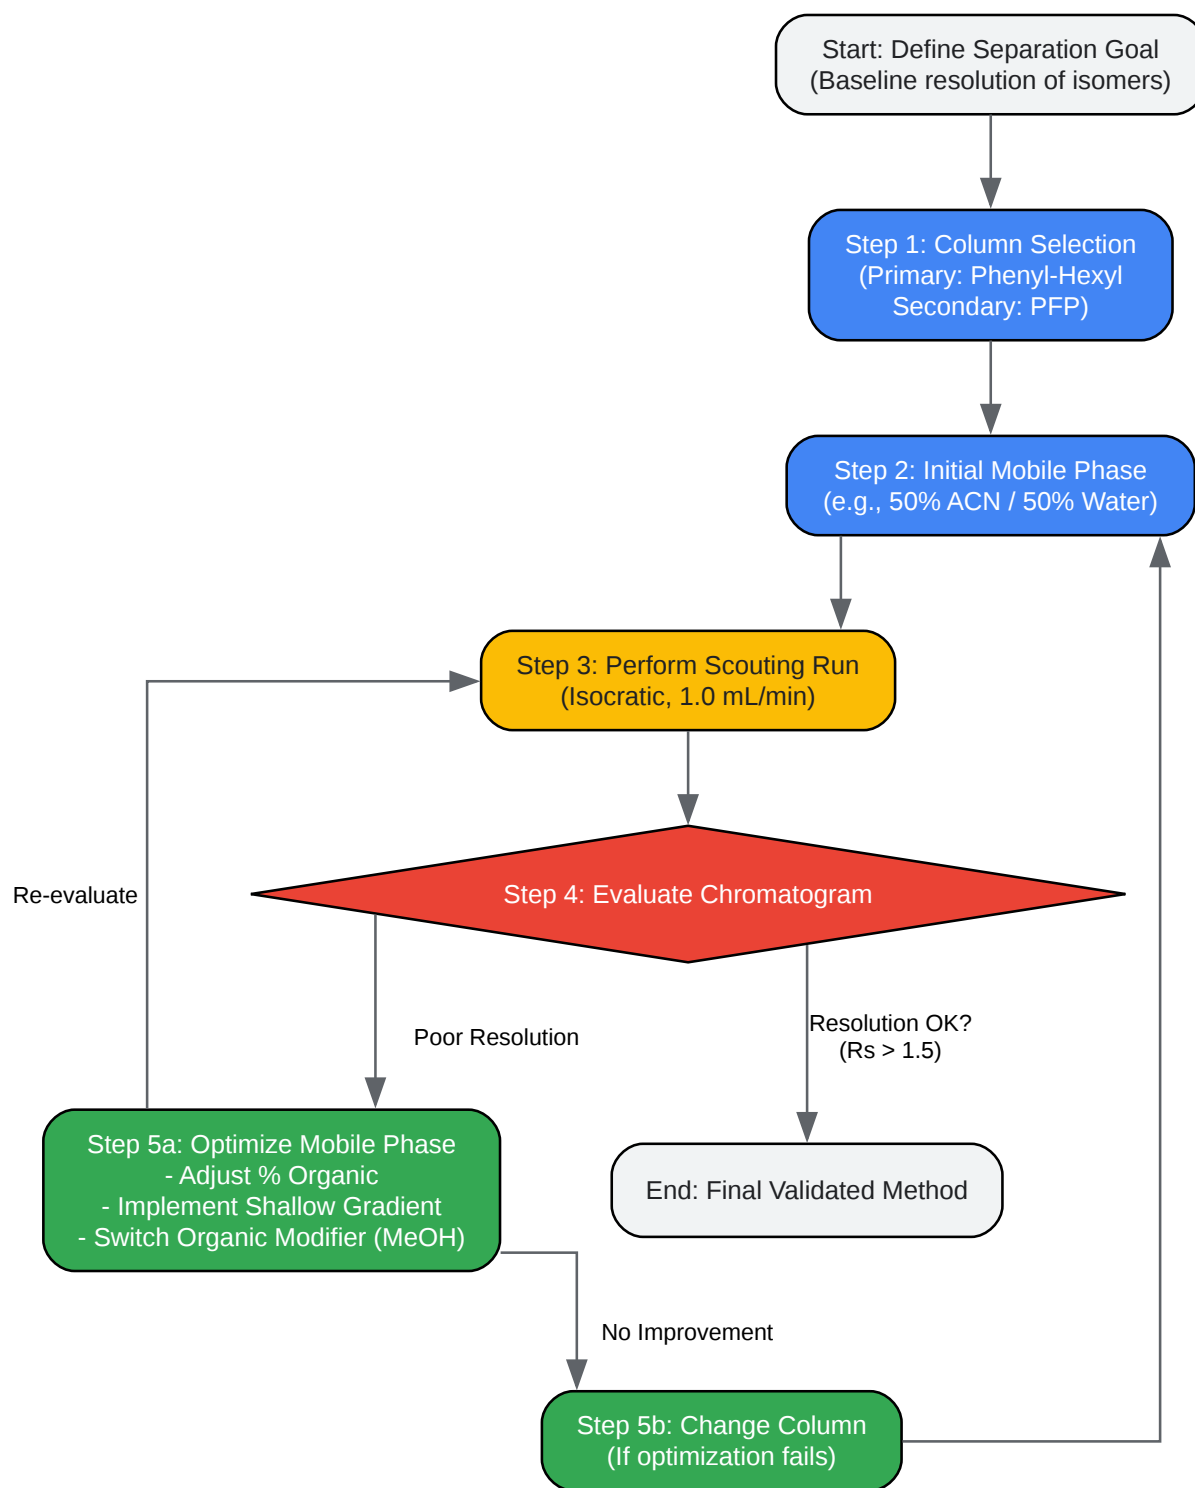 Start: Define Separation Goal
(Baseline resolution of isomers)
Step 1: Column Selection
(Primary: Phenyl-Hexyl
Secondary: PFP)
Step 2: Initial Mobile Phase
(e.g., 50% ACN / 50% Water)
Step 3: Perform Scouting Run
(Isocratic, 1.0 mL/min)
Step 4: Evaluate Chromatogram
Re-evaluate
Poor Resolution
Resolution OK?
(Rs > 1.5)
Step 5a: Optimize Mobile Phase
- Adjust % Organic
- Implement Shallow Gradient
- Switch Organic Modifier (MeOH)
End: Final Validated Method
No Improvement
Step 5b: Change Column
(If optimization fails)